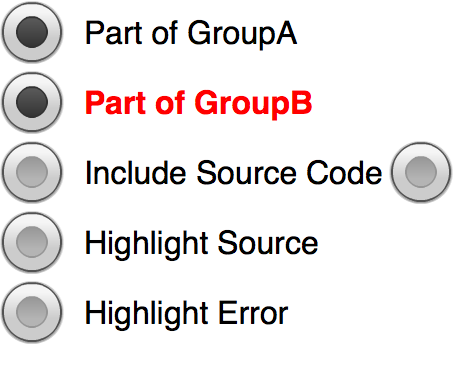 Part of GroupA
Part of GroupB
Include Source Code
Highlight Source
Highlight Error